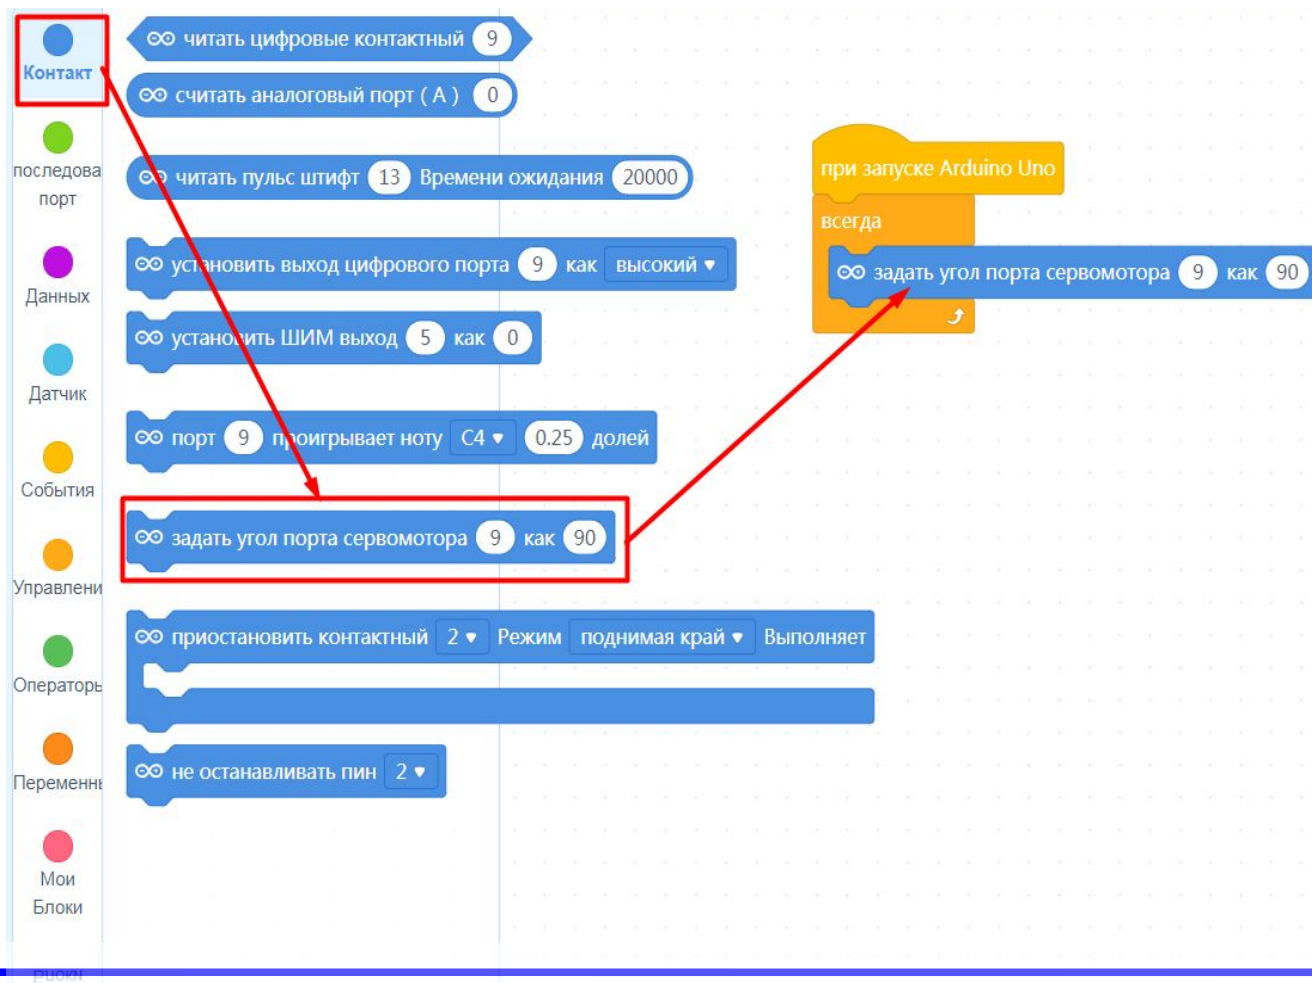 Контакт
последова
порт
Данных
Датчик
События
Управлени
Операторь
Переменнь
Мои
Блоки
читать цифровые контактный 9
считать аналоговый порт ( A ) 0
читать пульс штифт 13 Времени ожидания 20000
установить выход цифрового порта 9 как высокий
установить ШИМ выход 5 как 0
порт 9 проигрывает ноту C4 0.25 долей
задать угол порта сервомотора 9 как 90
приостановить контактный 2 Режим поднимая край Выполняет
не останавливать пин 2
при запуске Arduino Uno
всегда
задать угол порта сервомотора 9 как 90